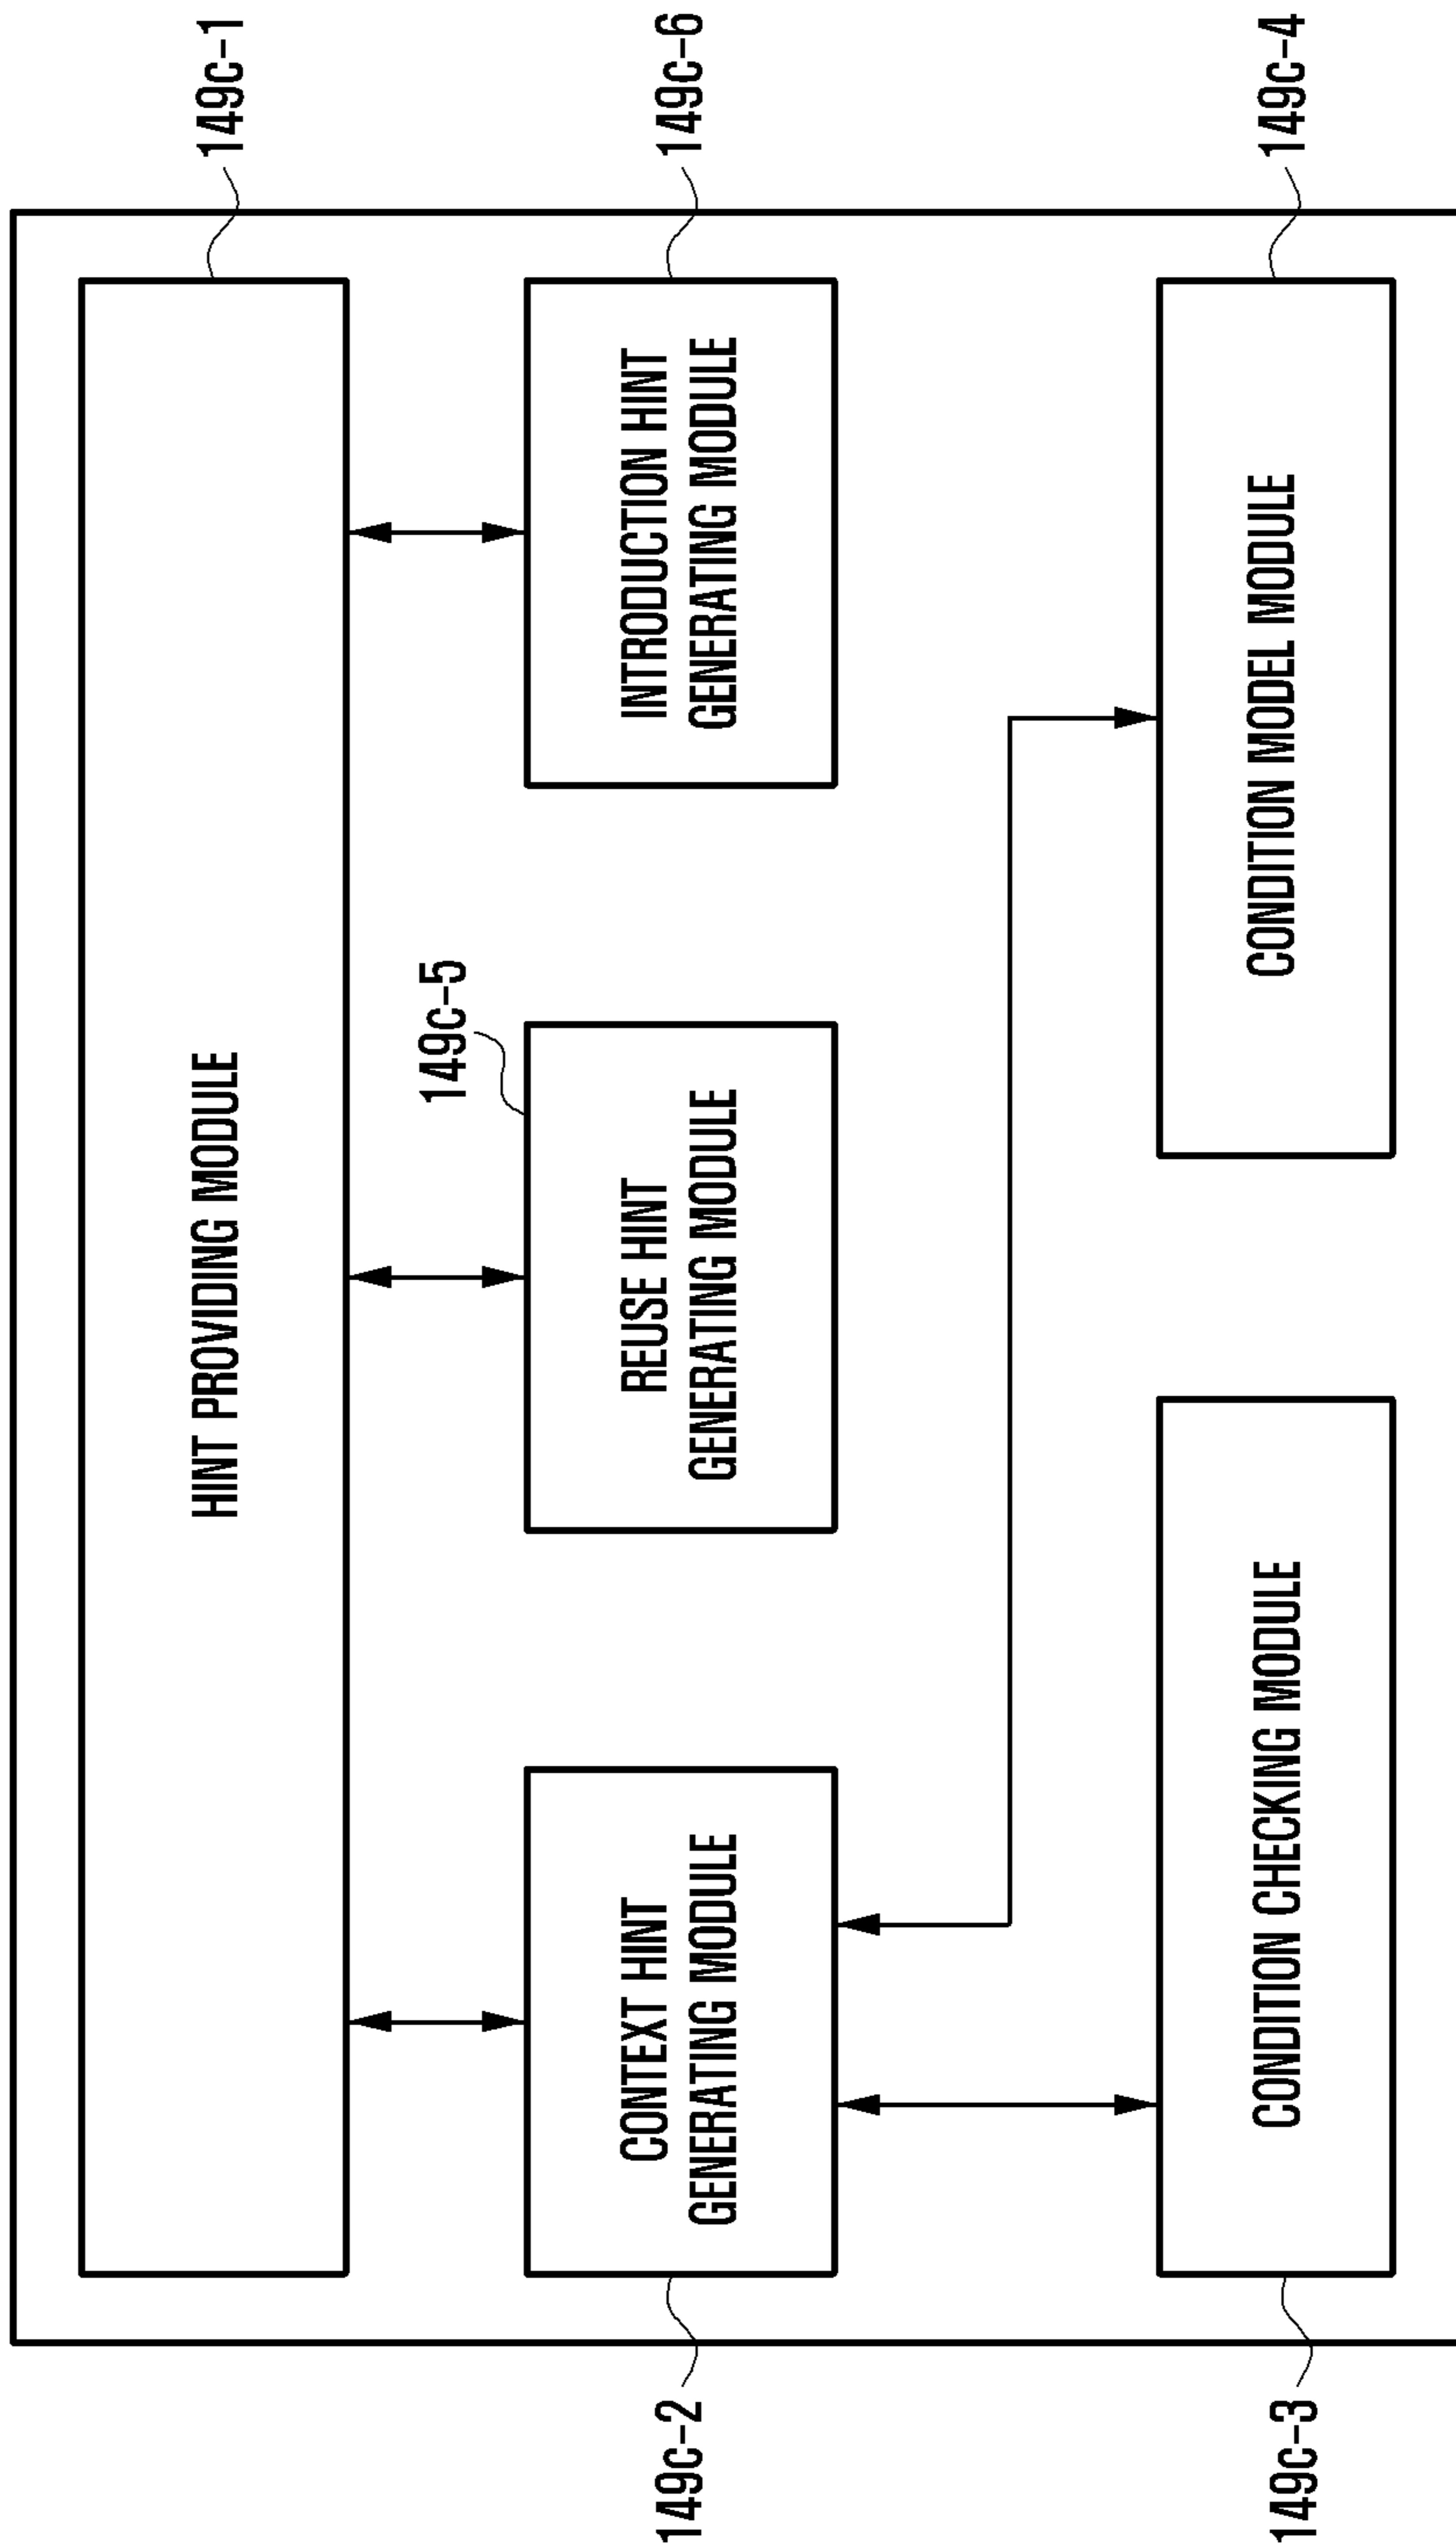 149c-1
HINT PROVIDING MODULE
149c-5
149c-2
CONTEXT HINT
GENERATING MODULE
REUSE HINT
GENERATING MODULE
INTRODUCTION HINT
GENERATING MODULE
149c-6
149c-3
CONDITION CHECKING MODULE
CONDITION MODEL MODULE
149c-4